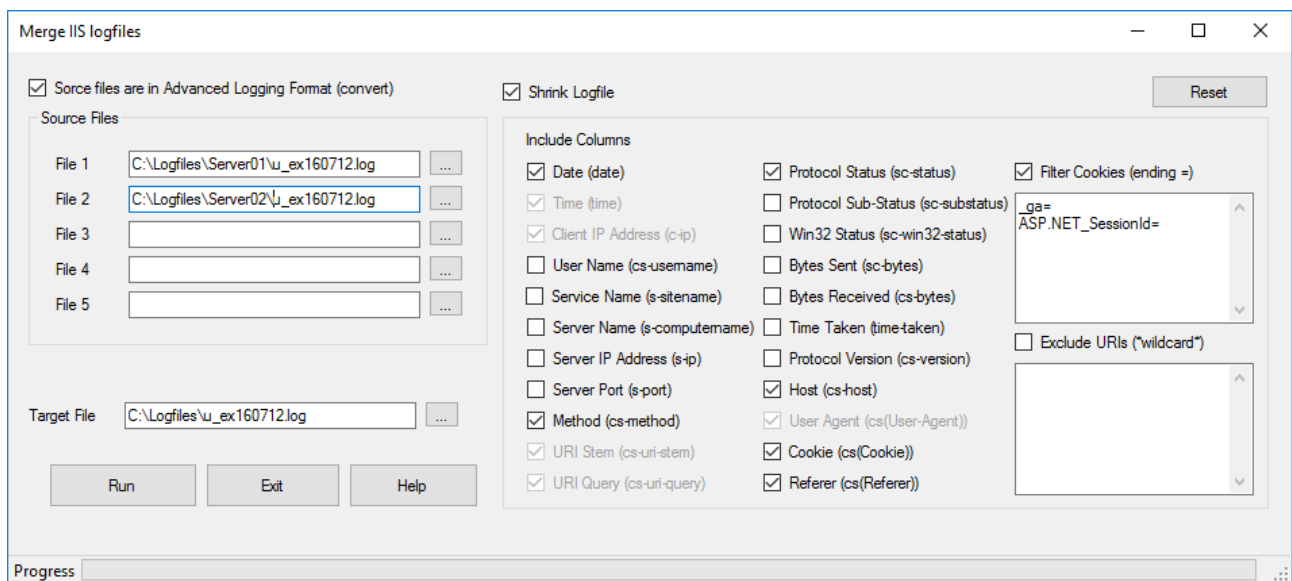 Merge IIS logfiles
Sorce files are in Advanced Logging Format (convert)
Shrink Logfile
Reset
Source Files
File 1 C:\Logfiles\Server01\u_ex160712.log ...
File 2 C:\Logfiles\Server02\u_ex160712.log ...
File 3 ...
File 4 ...
File 5 ...
Target File C:\Logfiles\u_ex160712.log ...
Run Exit Help
Include Columns
Date (date)
Time (time)
Client IP Address (c-ip)
User Name (cs-username)
Service Name (s-sitename)
Server Name (s-computername)
Server IP Address (s-ip)
Server Port (s-port)
Method (cs-method)
URI Stem (cs-uri-stem)
URI Query (cs-uri-query)
Protocol Status (sc-status)
Protocol Sub-Status (sc-substatus)
Win32 Status (sc-win32-status)
Bytes Sent (sc-bytes)
Bytes Received (cs-bytes)
Time Taken (time-taken)
Protocol Version (cs-version)
Host (cs-host)
User Agent (cs(User-Agent))
Cookie (cs(Cookie))
Referer (cs(Referer))
Filter Cookies (ending =)
_ga=
ASP.NET_SessionId=
Exclude URIs (*wildcard*)
Progress